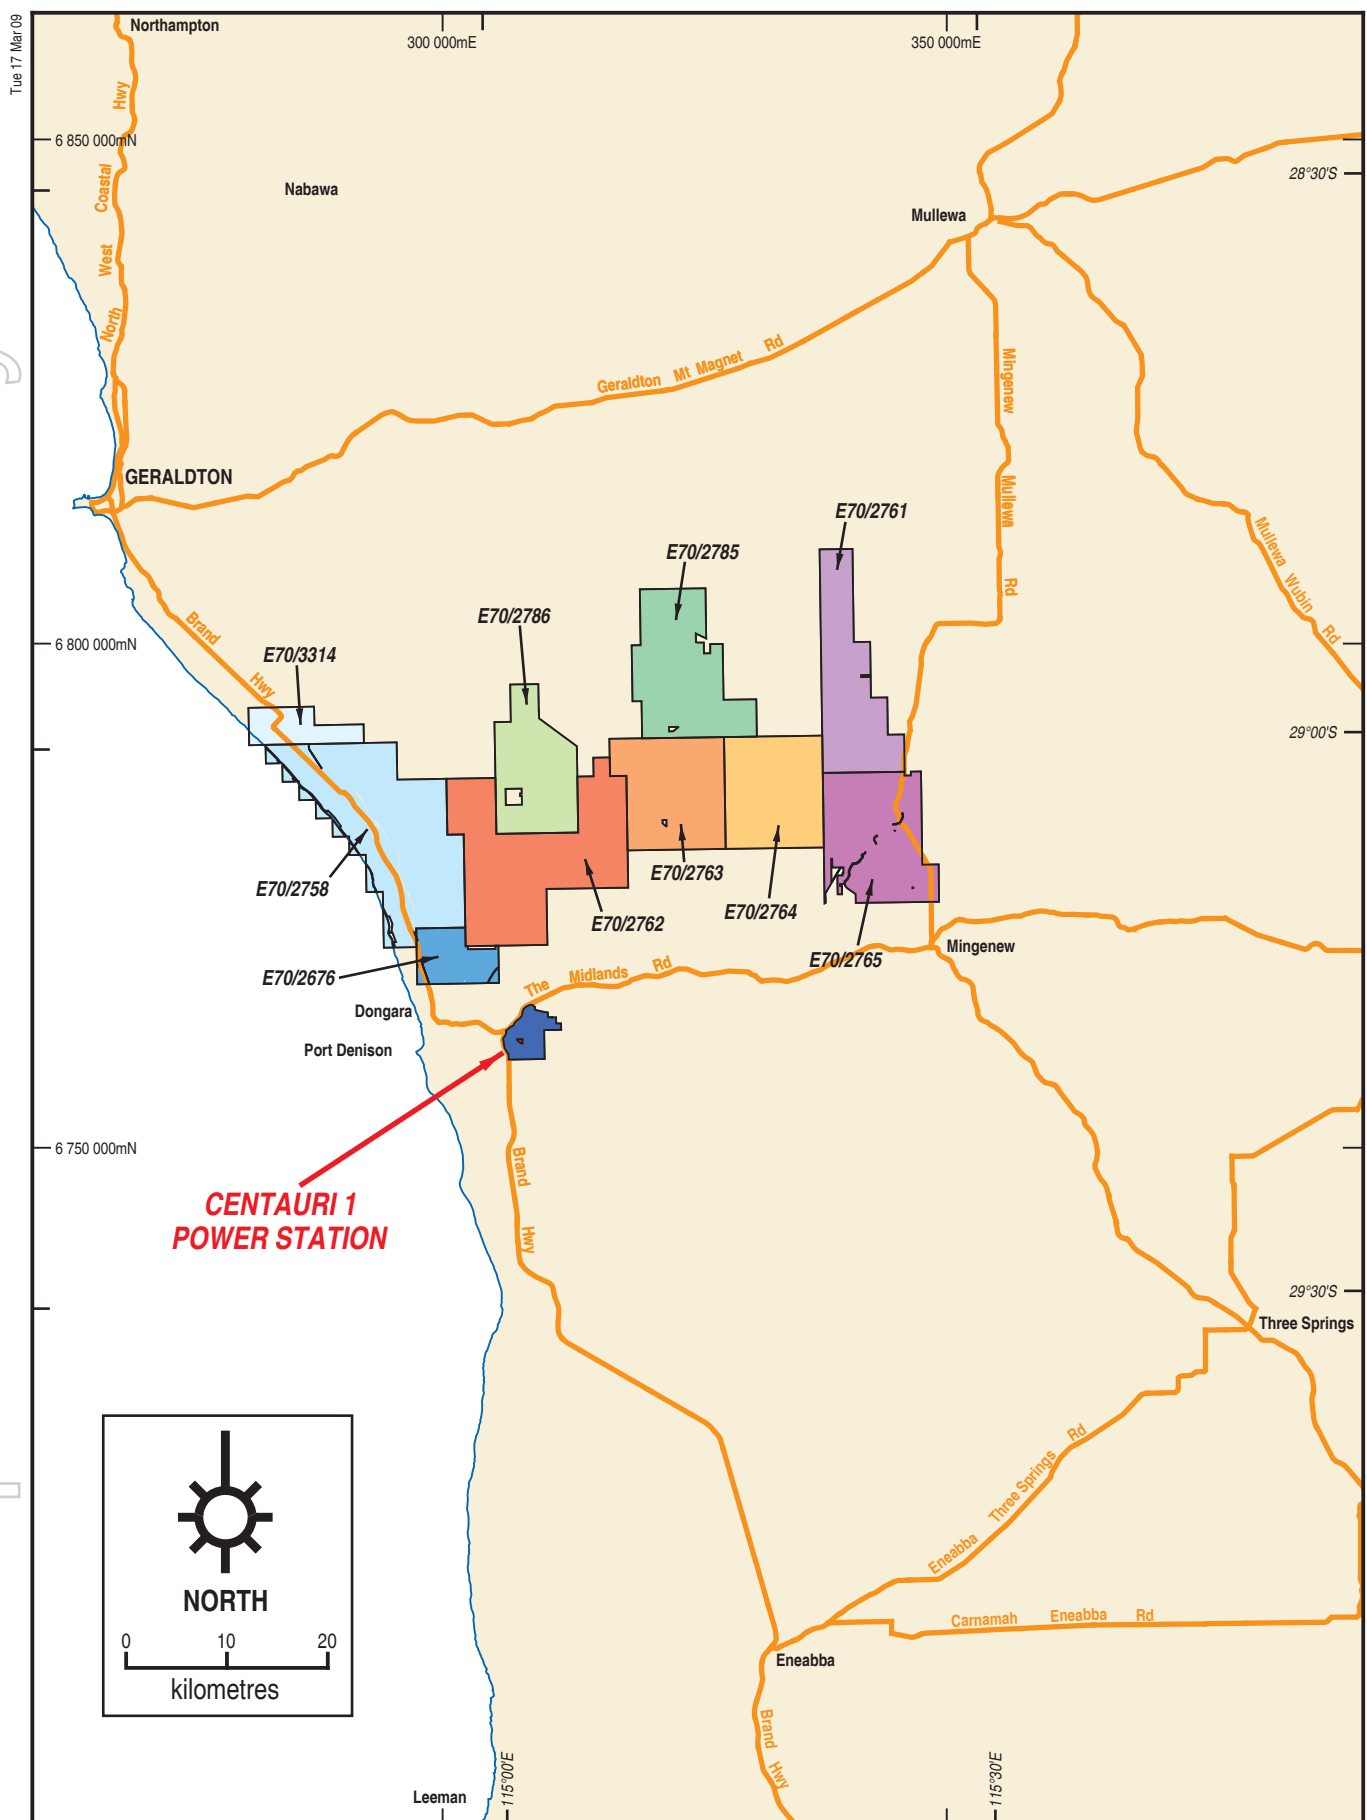 Tue 17 Mar 09
Northampton
300 000mE
350 000mE
Hwy
6 850 000mN
Coastal
28°30'S
Nabawa
Mullewa
West
North
Geraldton Mt Magnet Rd
Mingenew
GERALDTON
Mullewa
E70/2761
Mullewa Wubin Rd
E70/2785
Rd
E70/2786
Brand
6 800 000mN
E70/3314
Hwy
29°00'S
E70/2763
E70/2758
E70/2764
E70/2762
Mingenew
E70/2765
E70/2676
The Midlands Rd
Dongara
Port Denison
6 750 000mN
Brand
CENTAURI 1
POWER STATION
Hwy
29°30'S
Three Springs
Eneabba Three Springs Rd
NORTH
0 10 20
kilometres
Carnamah Eneabba Rd
Eneabba
Brand
Hwy
115°00'E
115°30'E
Leeman